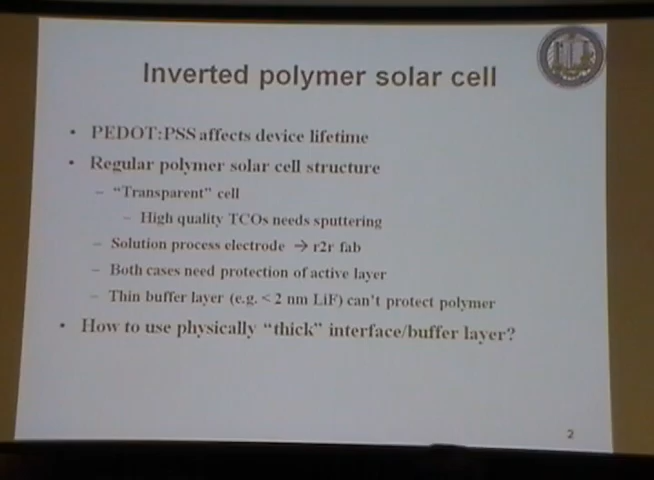 Inverted polymer solar cell
• PEDOT:PSS affects device lifetime
• Regular polymer solar cell structure
– “Transparent” cell
– High quality TCOs needs sputtering
– Solution process electrode → r2r fab
– Both cases need protection of active layer
– Thin buffer layer (e.g. < 2 nm LiF) can't protect polymer
• How to use physically “thick” interface/buffer layer?
2